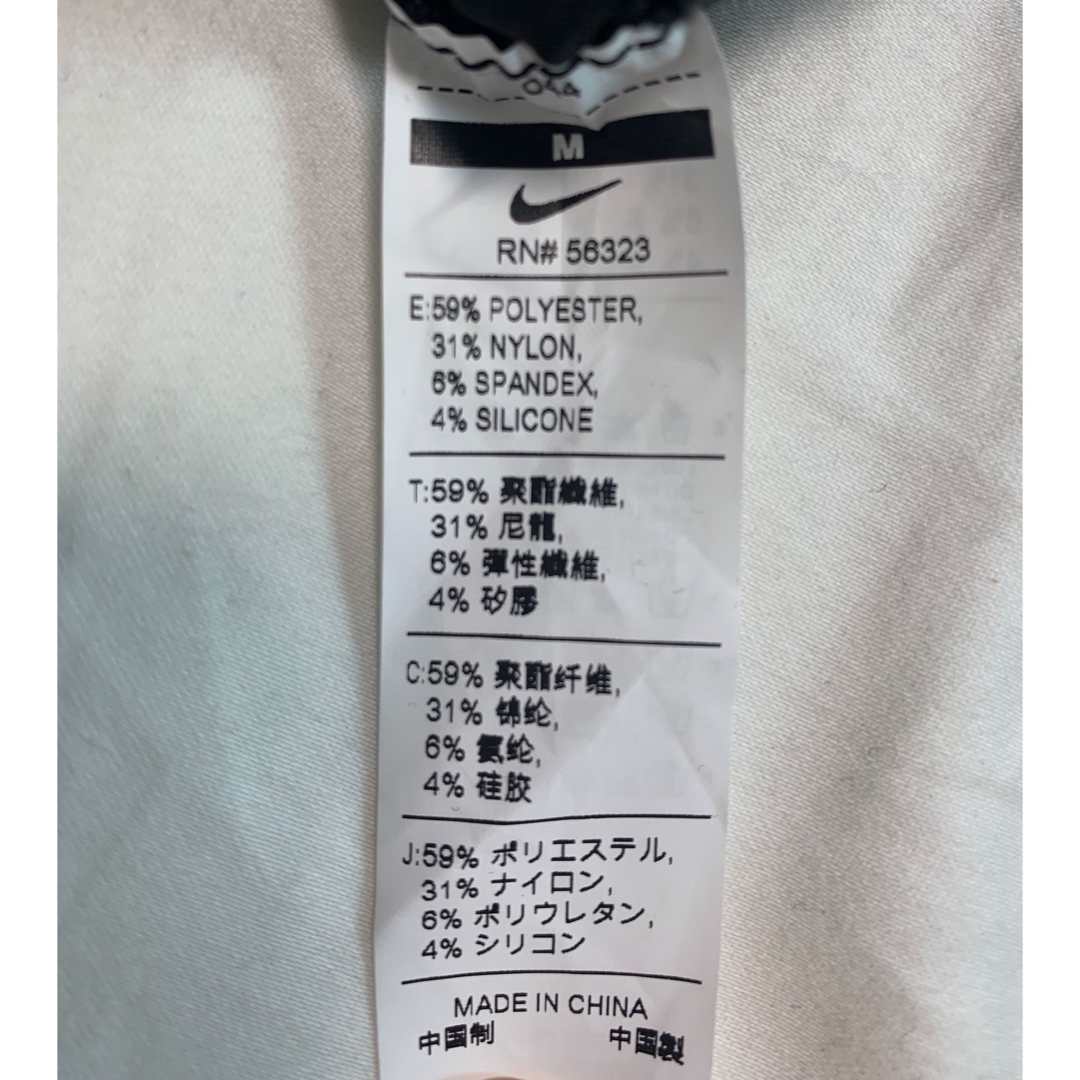 M
RN# 56323
E:59% POLYESTER,
31% NYLON,
6% SPANDEX,
4% SILICONE
T:59% 聚酯纖維,
31% 尼龍,
6% 彈性纖維,
4% 矽膠
C:59% 聚酯纤维,
31% 锦纶,
6% 氨纶,
4% 硅胶
J:59% ポリエステル,
31% ナイロン,
6% ポリウレタン,
4% シリコン
MADE IN CHINA
中国制 中国製